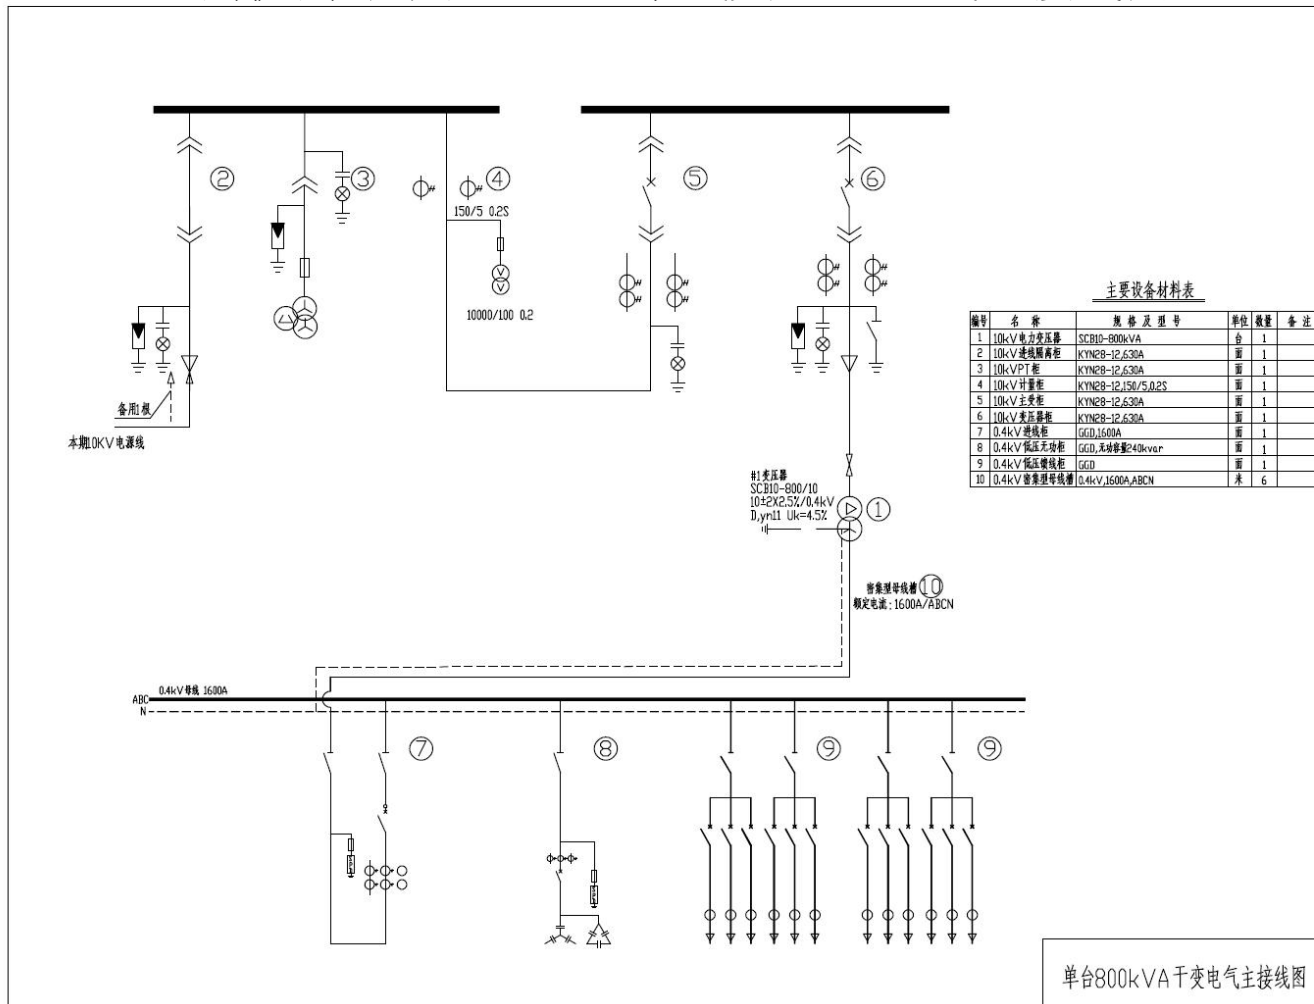 ②
③
④
⑤
⑥
150/5 0.2S
10000/100 0.2
备用1根
本期10KV电源线
主要设备材料表
编号 名 称 规 格 及 型 号 单位 数量 备 注
1 10kV电力变压器 SCB10-800kVA 台 1
2 10kV进线隔离柜 KYN28-12,630A 面 1
3 10kVPT柜 KYN28-12,630A 面 1
4 10kV计量柜 KYN28-12,150/5,0.2S 面 1
5 10kV主受柜 KYN28-12,630A 面 1
6 10kV变压器柜 KYN28-12,630A 面 1
7 0.4kV进线柜 GGD,1600A 面 1
8 0.4kV低压无功柜 GGD,无功容量240kvar 面 1
9 0.4kV低压馈线柜 GGD 面 1
10 0.4kV密集型母线槽 0.4kV,1600A,ABCN 米 6
#1变压器
SCB10-800/10
10±2X2.5%/0.4kV
D,yn11 Uk=4.5%
①
密集型母线槽⑩
额定电流:1600A/ABCN
0.4kV母线 1600A
ABC
N
⑦
⑧
⑨
⑨
单台800kVA干变电气主接线图